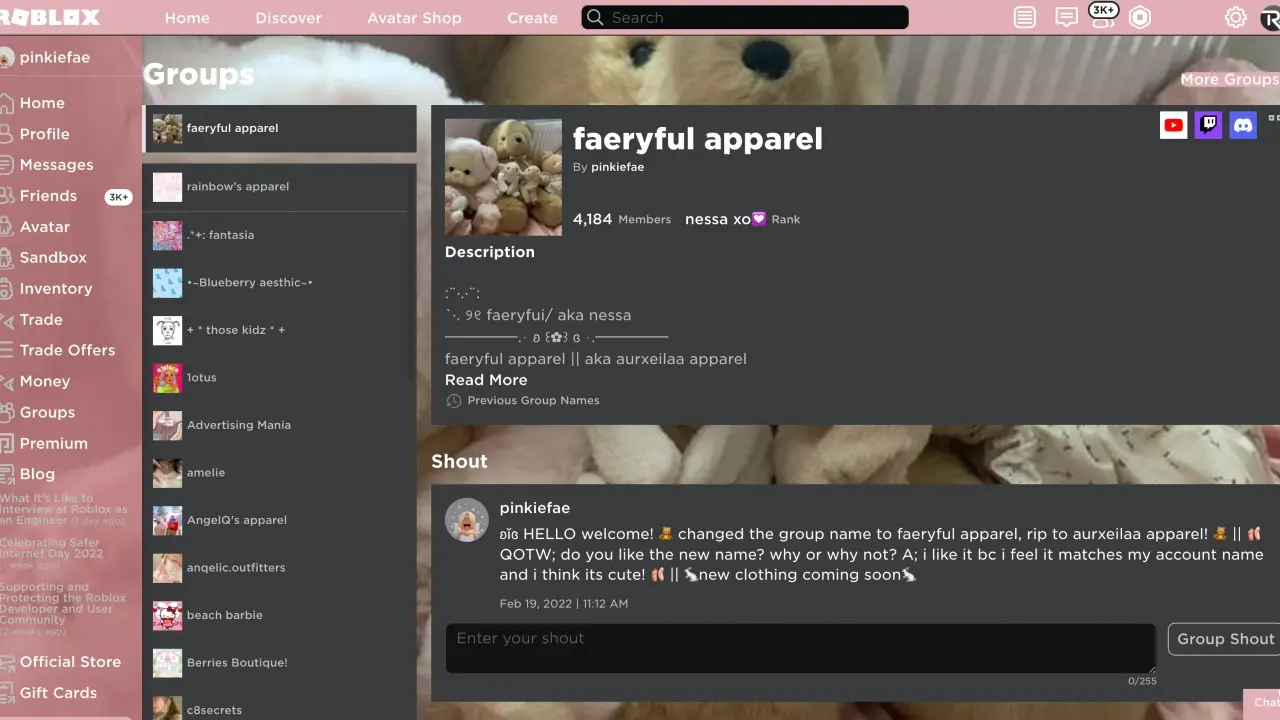 ROBLOX
Home
Discover
Avatar Shop
Create
Search
3K+
pinkiefae
Home
Profile
Messages
Friends
3K+
Avatar
Sandbox
Inventory
Trade
Trade Offers
Money
Groups
Premium
Blog
What It's Like to
Interview at Roblox as
an Engineer (1 day ago)
Celebrating Safer
Internet Day 2022
(1 week ago)
Supporting and
Protecting the Roblox
Developer and User
Community
(2 weeks ago)
Official Store
Gift Cards
Groups
More Groups
faeryful apparel
rainbow's apparel
.*+: fantasia
•~Blueberry aesthic~•
+ * those kidz * +
1otus
Advertising Mania
amelie
AngelQ's apparel
anqelic.outfitters
beach barbie
Berries Boutique!
c8secrets
faeryful apparel
By pinkiefae
4,184 Members nessa xo💟 Rank
Description
:¨·.·¨:
`·. ୨୧ faeryfui/ aka nessa
──────.· ʚ ꒰✿꒱ ɞ ·.──────
faeryful apparel || aka aurxeilaa apparel
Read More
Previous Group Names
Shout
pinkiefae
ʚĭɞ HELLO welcome! 🧸 changed the group name to faeryful apparel, rip to aurxeilaa apparel! 🧸 || 🩰
QOTW; do you like the new name? why or why not? A; i like it bc i feel it matches my account name
and i think its cute! 🩰 || 🐇new clothing coming soon🐇
Feb 19, 2022 | 11:12 AM
Enter your shout
Group Shout
0/255
Chat